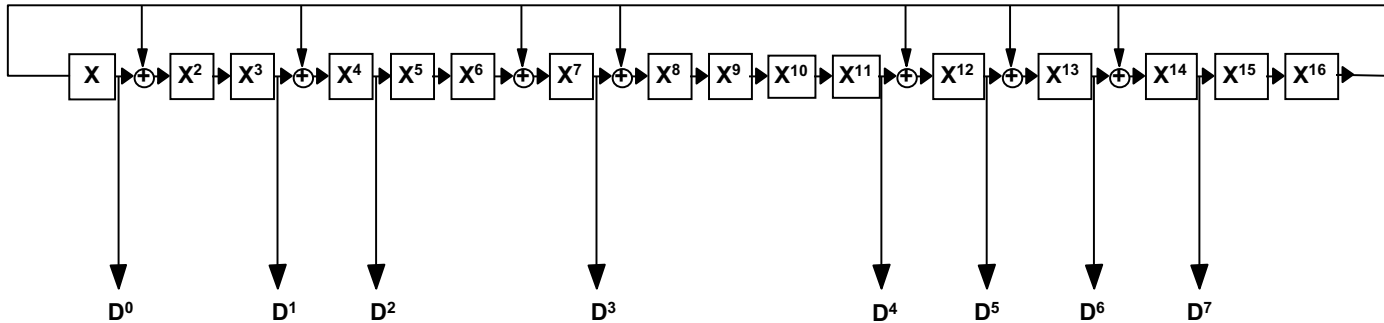 X X² X³ X⁴ X⁵ X⁶ X⁷ X⁸ X⁹ X¹⁰ X¹¹ X¹² X¹³ X¹⁴ X¹⁵ X¹⁶
D⁰ D¹ D² D³ D⁴ D⁵ D⁶ D⁷